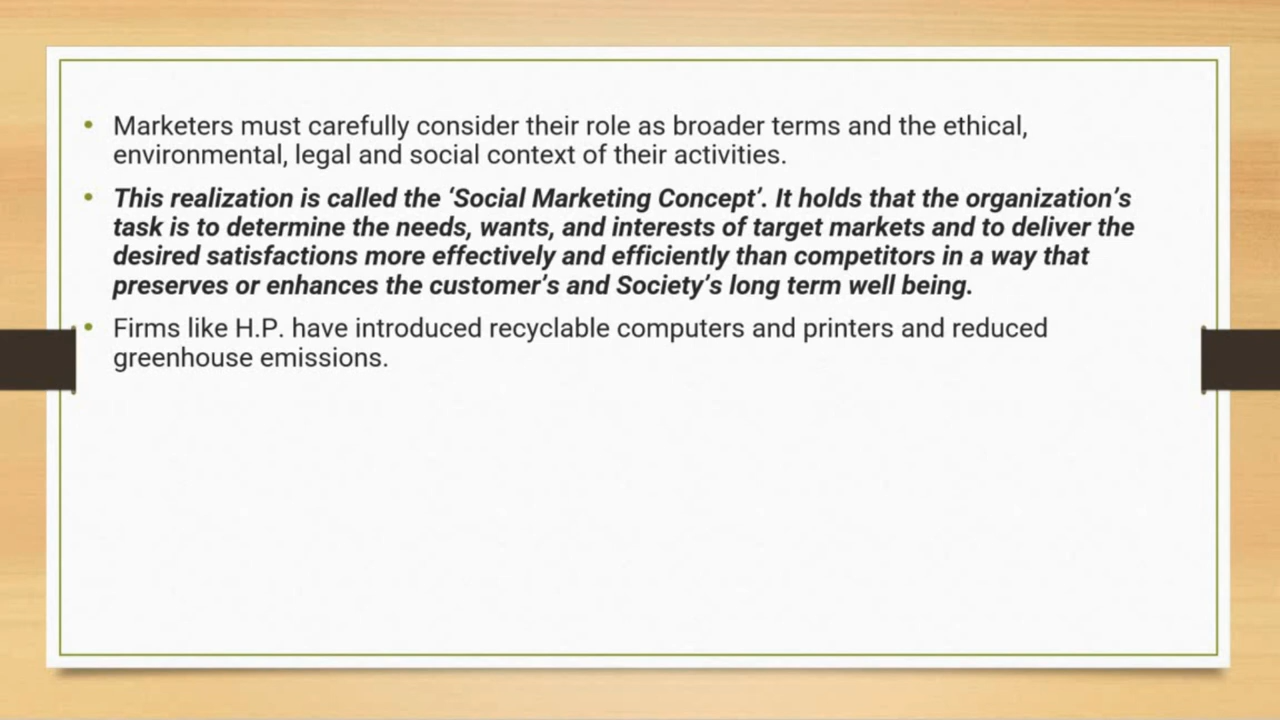 • Marketers must carefully consider their role as broader terms and the ethical,
environmental, legal and social context of their activities.
• This realization is called the ‘Social Marketing Concept’. It holds that the organization’s
task is to determine the needs, wants, and interests of target markets and to deliver the
desired satisfactions more effectively and efficiently than competitors in a way that
preserves or enhances the customer’s and Society’s long term well being.
• Firms like H.P. have introduced recyclable computers and printers and reduced
greenhouse emissions.